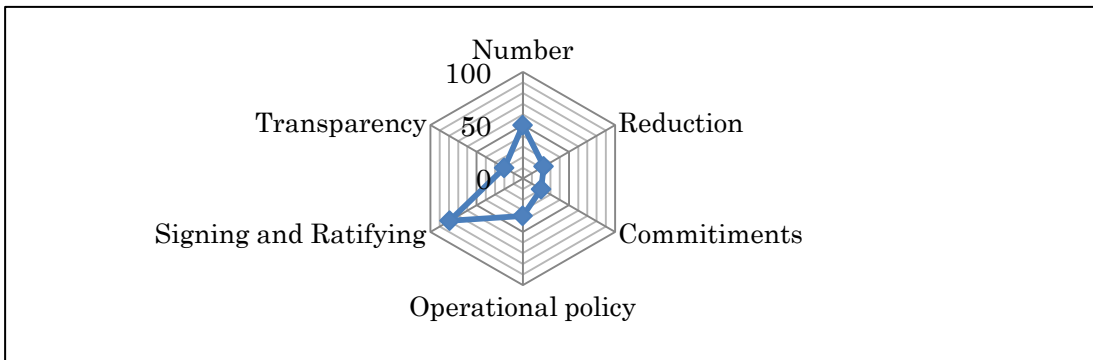 Number
100
Transparency
50
Reduction
0
Signing and Ratifying
Commitiments
Operational policy